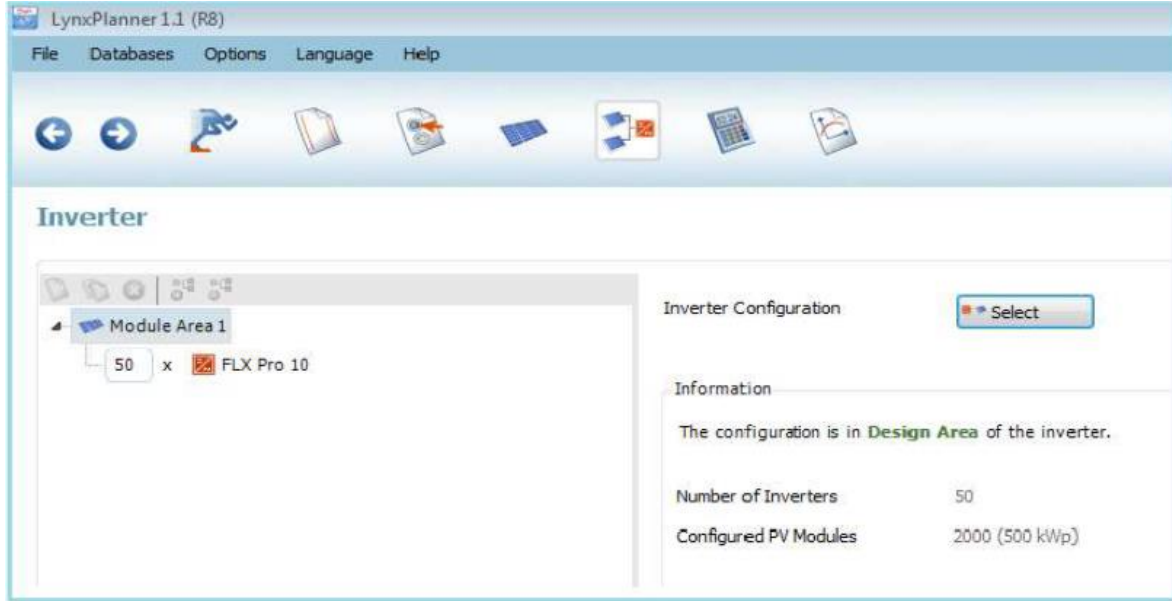 LynxPlanner 1.1 (R8)
File Databases Options Language Help
Inverter
Module Area 1
50 x FLX Pro 10
Inverter Configuration
Select
Information
The configuration is in Design Area of the inverter.
Number of Inverters 50
Configured PV Modules 2000 (500 kWp)